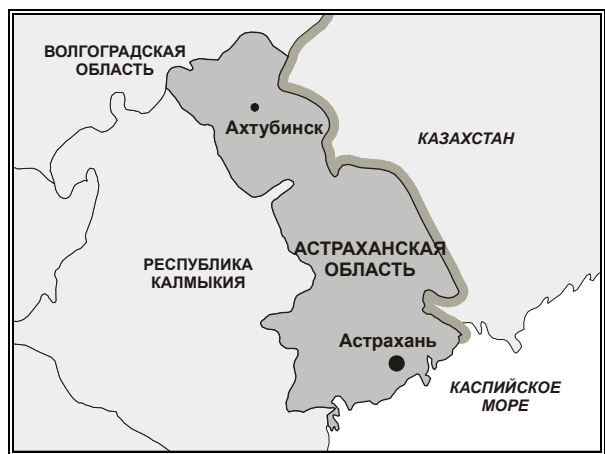 ВОЛГОГРАДСКАЯ
ОБЛАСТЬ
Ахтубинск
КАЗАХСТАН
АСТРАХАНСКАЯ
ОБЛАСТЬ
РЕСПУБЛИКА
КАЛМЫКИЯ
Астрахань
КАСПИЙСКОЕ
МОРЕ